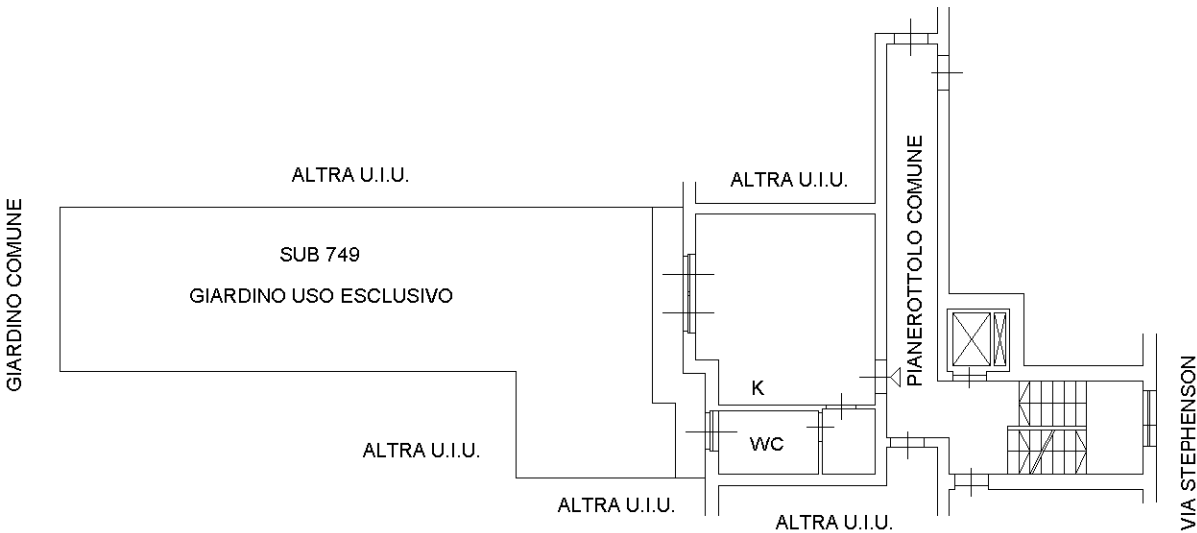 ALTRA U.I.U.
ALTRA U.I.U.
GIARDINO COMUNE
SUB 749
GIARDINO USO ESCLUSIVO
PIANEROTTOLO COMUNE
K
WC
ALTRA U.I.U.
ALTRA U.I.U.
ALTRA U.I.U.
VIA STEPHENSON